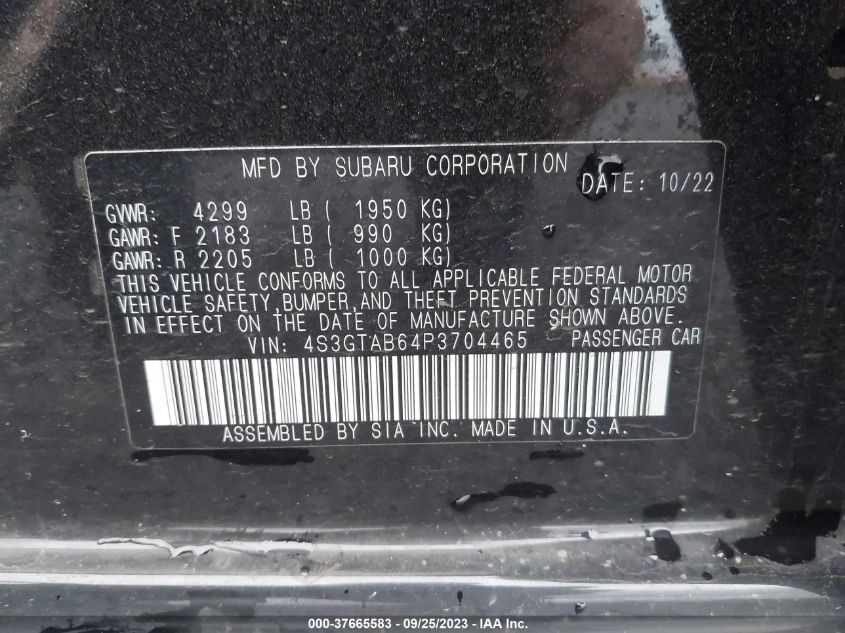 MFD BY SUBARU CORPORATION
DATE: 10/22
GVWR: 4299 LB ( 1950 KG)
GAWR: F 2183 LB ( 990 KG)
GAWR: R 2205 LB ( 1000 KG)
THIS VEHICLE CONFORMS TO ALL APPLICABLE FEDERAL MOTOR
VEHICLE SAFETY,BUMPER,AND THEFT PREVENTION STANDARDS
IN EFFECT ON THE DATE OF MANUFACTURE SHOWN ABOVE.
VIN: 4S3GTAB64P3704465 PASSENGER CAR
ASSEMBLED BY SIA INC. MADE IN U.S.A.
000-37665583 - 09/25/2023 - IAA Inc.